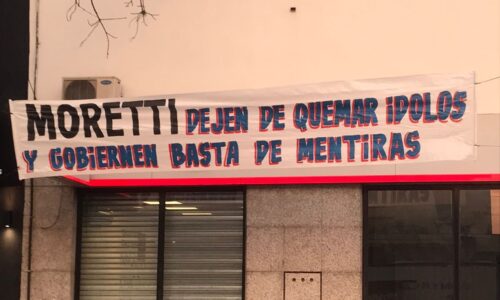 MORETTI DEJEN DE QUEMAR iDOLOS
Y GOBiERNEN BASTA DE MENTiRAS